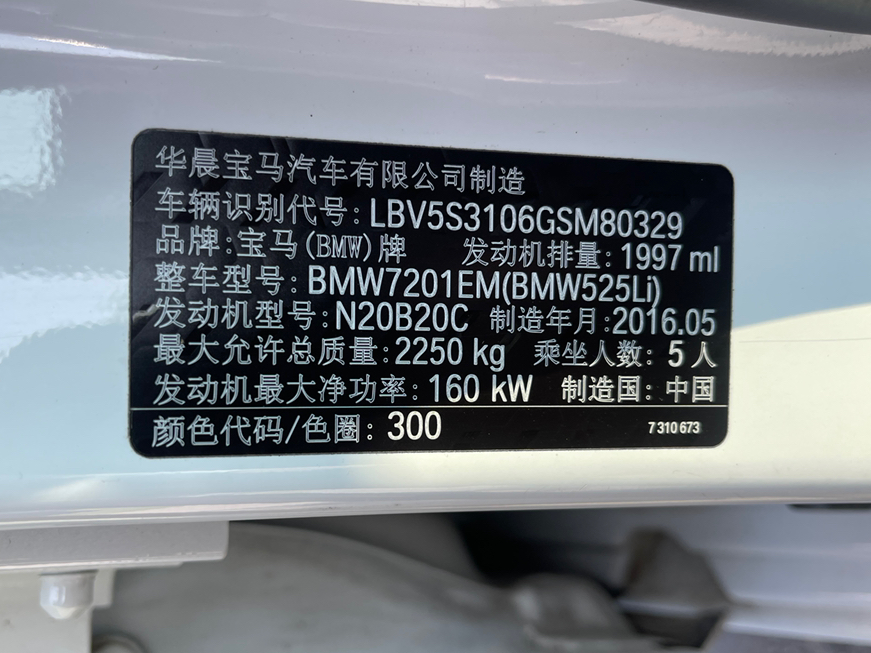 华晨宝马汽车有限公司制造
车辆识别代号: LBV5S3106GSM80329
品牌: 宝马(BMW)牌 发动机排量: 1997 ml
整车型号: BMW7201EM(BMW525Li)
发动机型号: N20B20C 制造年月: 2016.05
最大允许总质量: 2250 kg 乘坐人数: 5 人
发动机最大净功率: 160 kW 制造国: 中国
颜色代码/色圈: 300 7 310 673